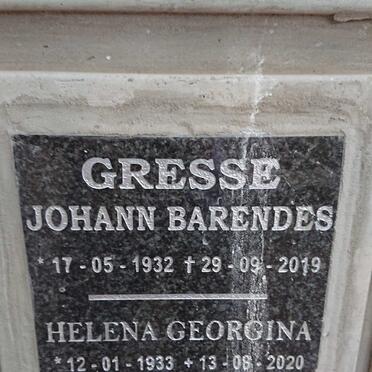 GRESSE
JOHANN BARENDES
* 17 - 05 - 1932 † 29 - 09 - 2019
HELENA GEORGINA
* 12 - 01 - 1933 + 13 - 08 - 2020